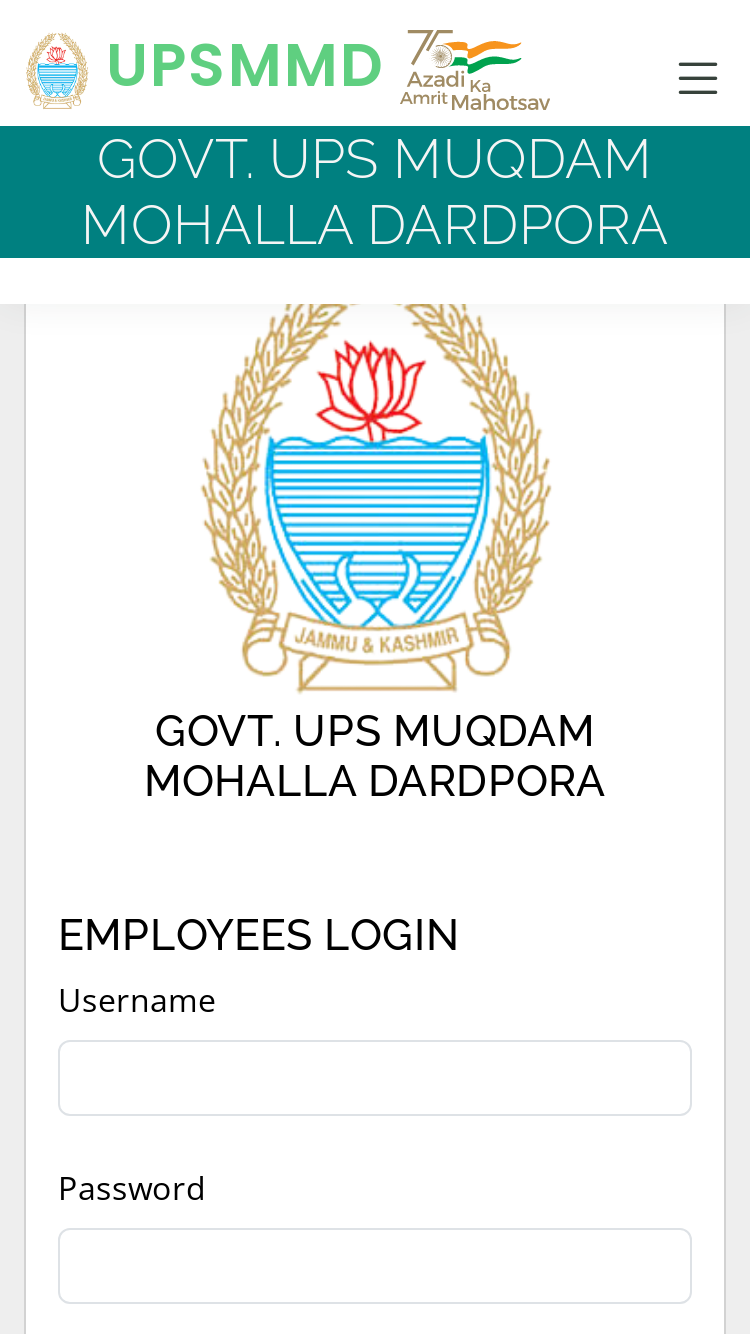 UPSMMD
75
Azadi Ka
Amrit Mahotsav
GOVT. UPS MUQDAM
MOHALLA DARDPORA
JAMMU & KASHMIR
GOVT. UPS MUQDAM
MOHALLA DARDPORA
EMPLOYEES LOGIN
Username
Password